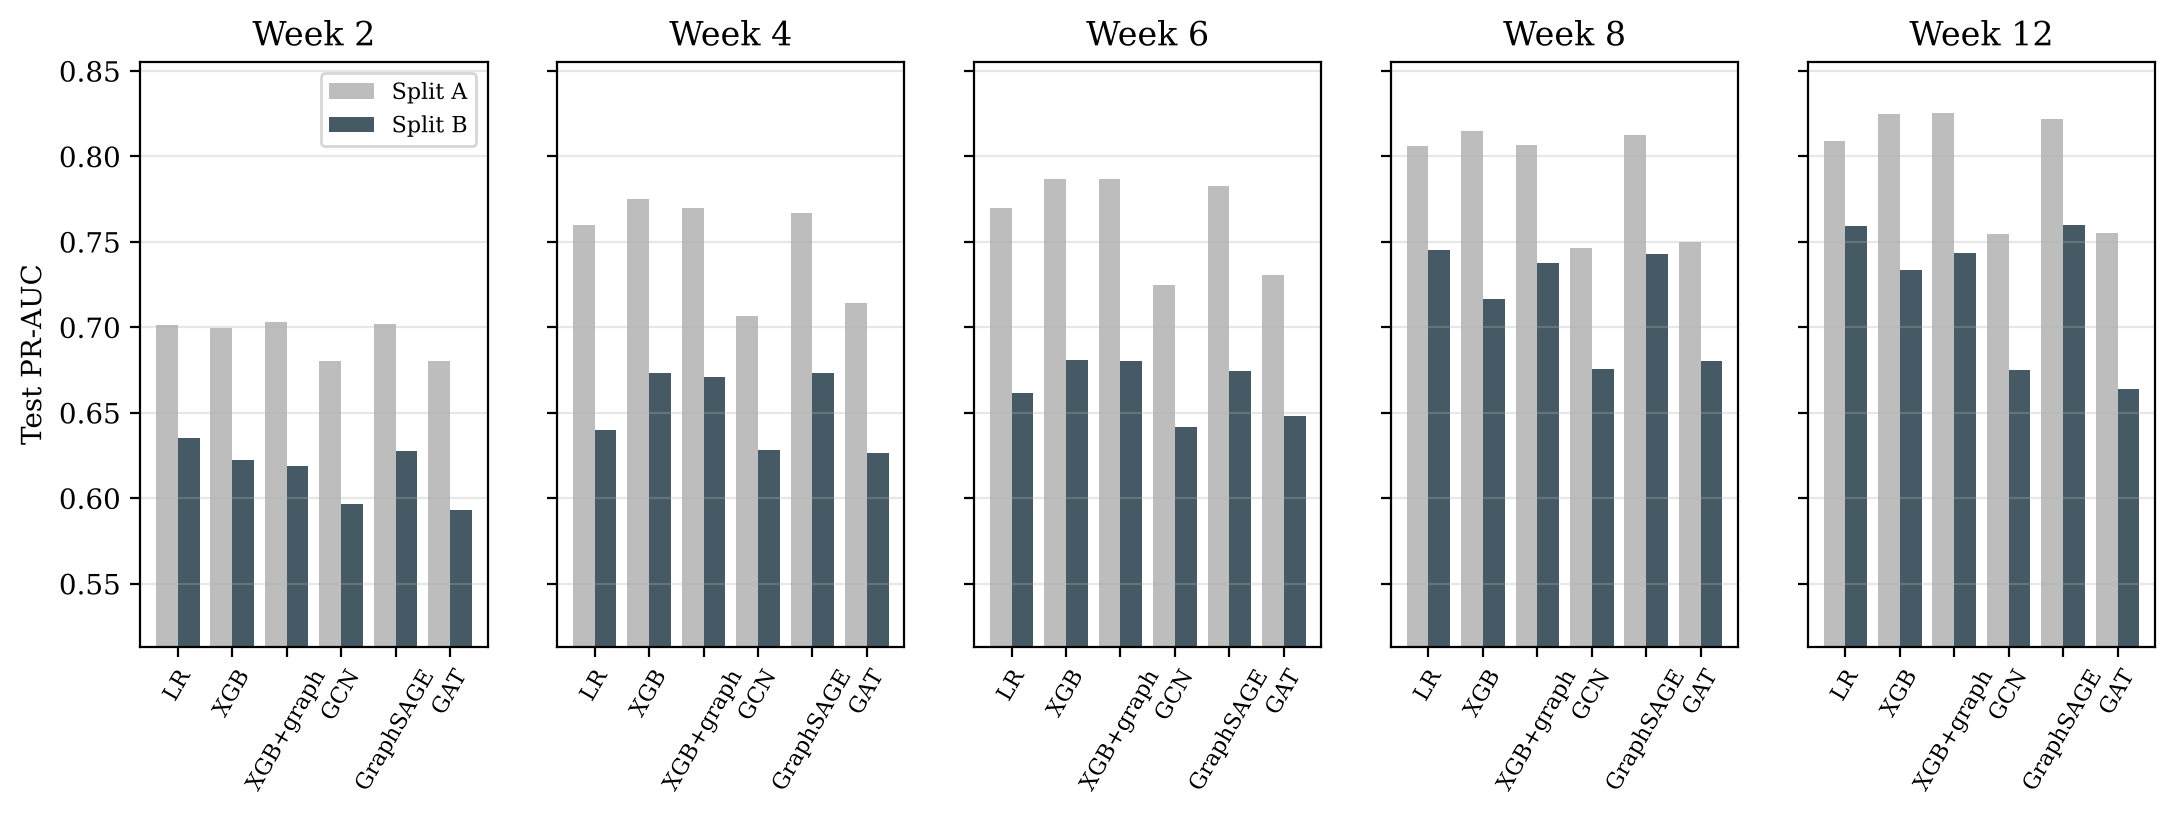 Week 2
Week 4
Week 6
Week 8
Week 12
Test PR-AUC
0.85
0.80
0.75
0.70
0.65
0.60
0.55
Split A
Split B
LR
XGB
XGB+graph
GCN
GraphSAGE
GAT
LR
XGB
XGB+graph
GCN
GraphSAGE
GAT
LR
XGB
XGB+graph
GCN
GraphSAGE
GAT
LR
XGB
XGB+graph
GCN
GraphSAGE
GAT
LR
XGB
XGB+graph
GCN
GraphSAGE
GAT